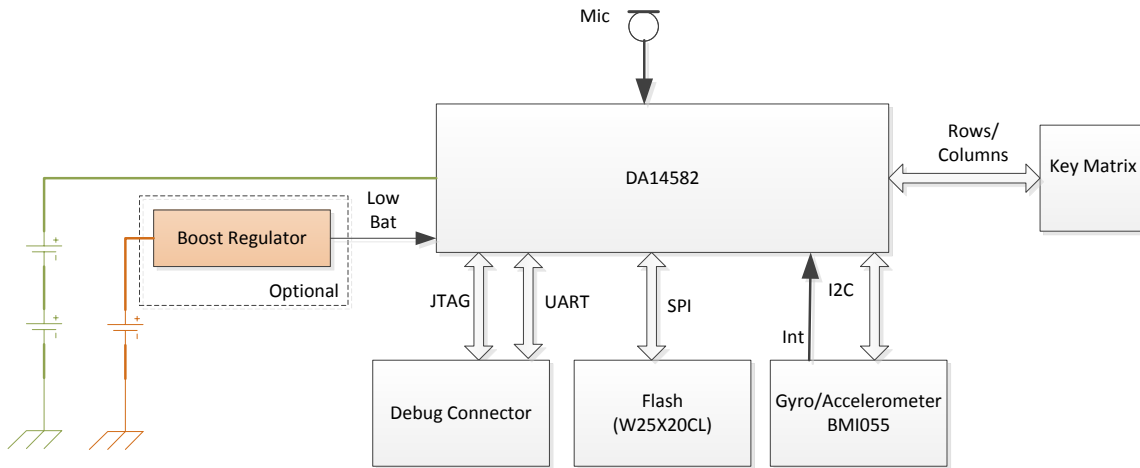 Mic
DA14582
Rows/
Columns
Key Matrix
Low
Bat
Boost Regulator
Optional
+
-
+
-
+
-
JTAG
UART
SPI
I2C
Int
Debug Connector
Flash
(W25X20CL)
Gyro/Accelerometer
BMI055